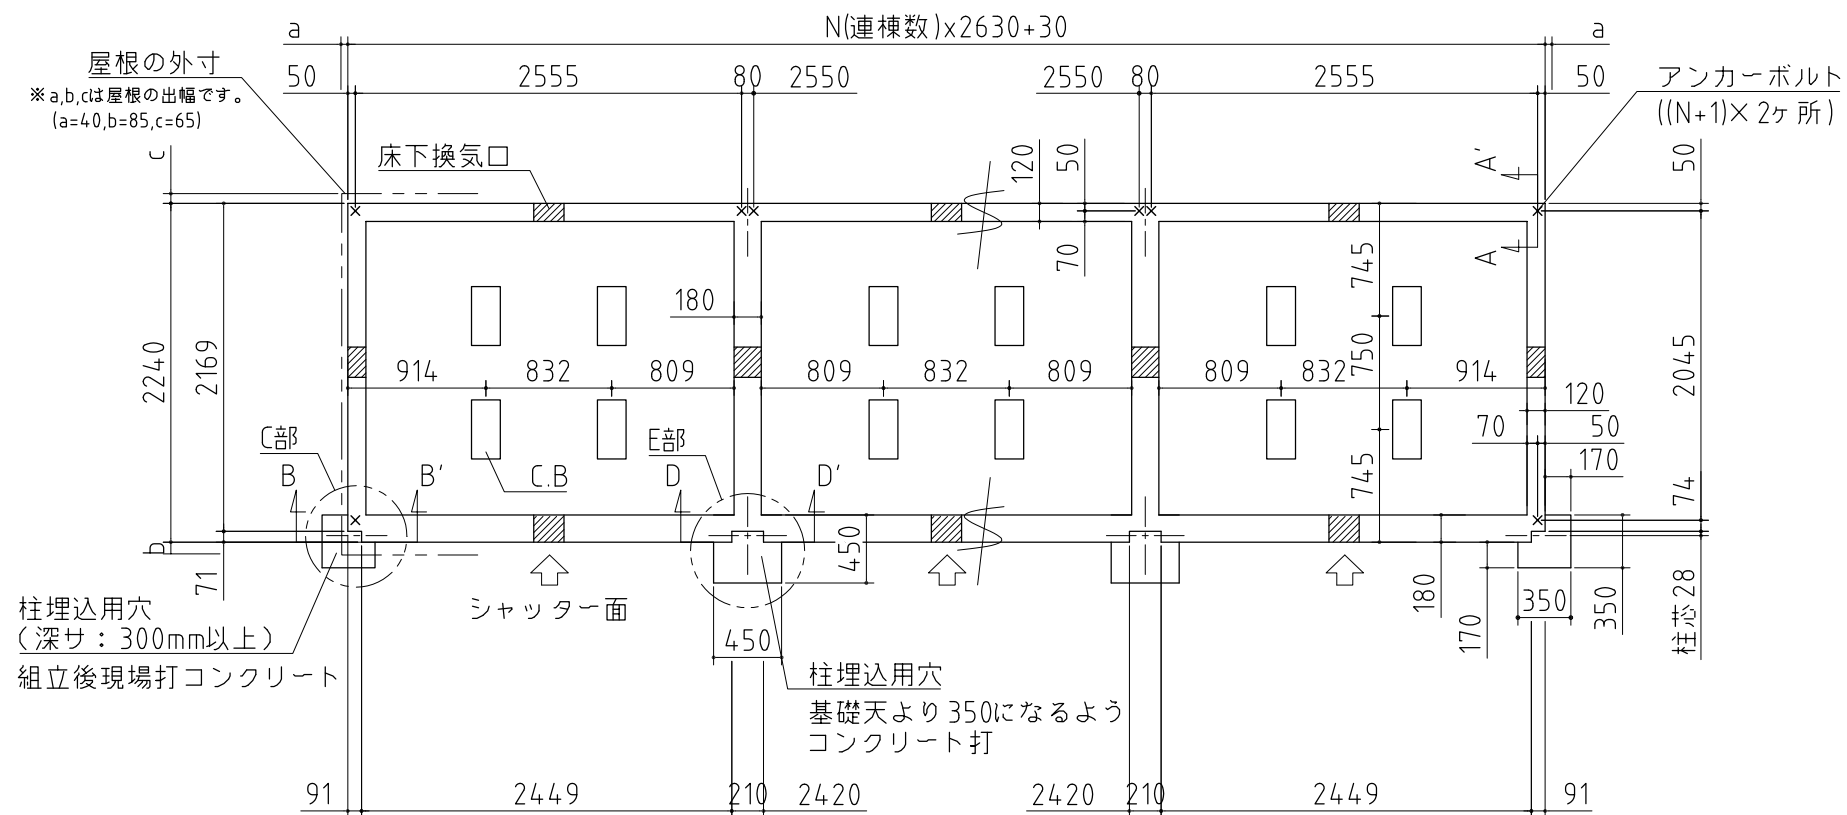 a
N(連棟数)x2630+30
a
屋根の外寸
※a,b,cは屋根の出幅です。
(a=40,b=85,c=65)
50
2555
80
2550
2550
80
2555
50
アンカーボルト
((N+1)×2ヶ所)
c
床下換気口
120
50
A'
50
70
745
A
180
2240
2169
914
832
809
809
832
809
809
832
914
750
2045
120
70
50
170
C部
E部
B
B'
C.B
D
D'
745
74
b
71
450
180
170
350
350
柱芯28
シャッター面
柱埋込用穴
(深サ:300mm以上)
組立後現場打コンクリート
450
柱埋込用穴
基礎天より350になるよう
コンクリート打
91
2449
210
2420
2420
210
2449
91